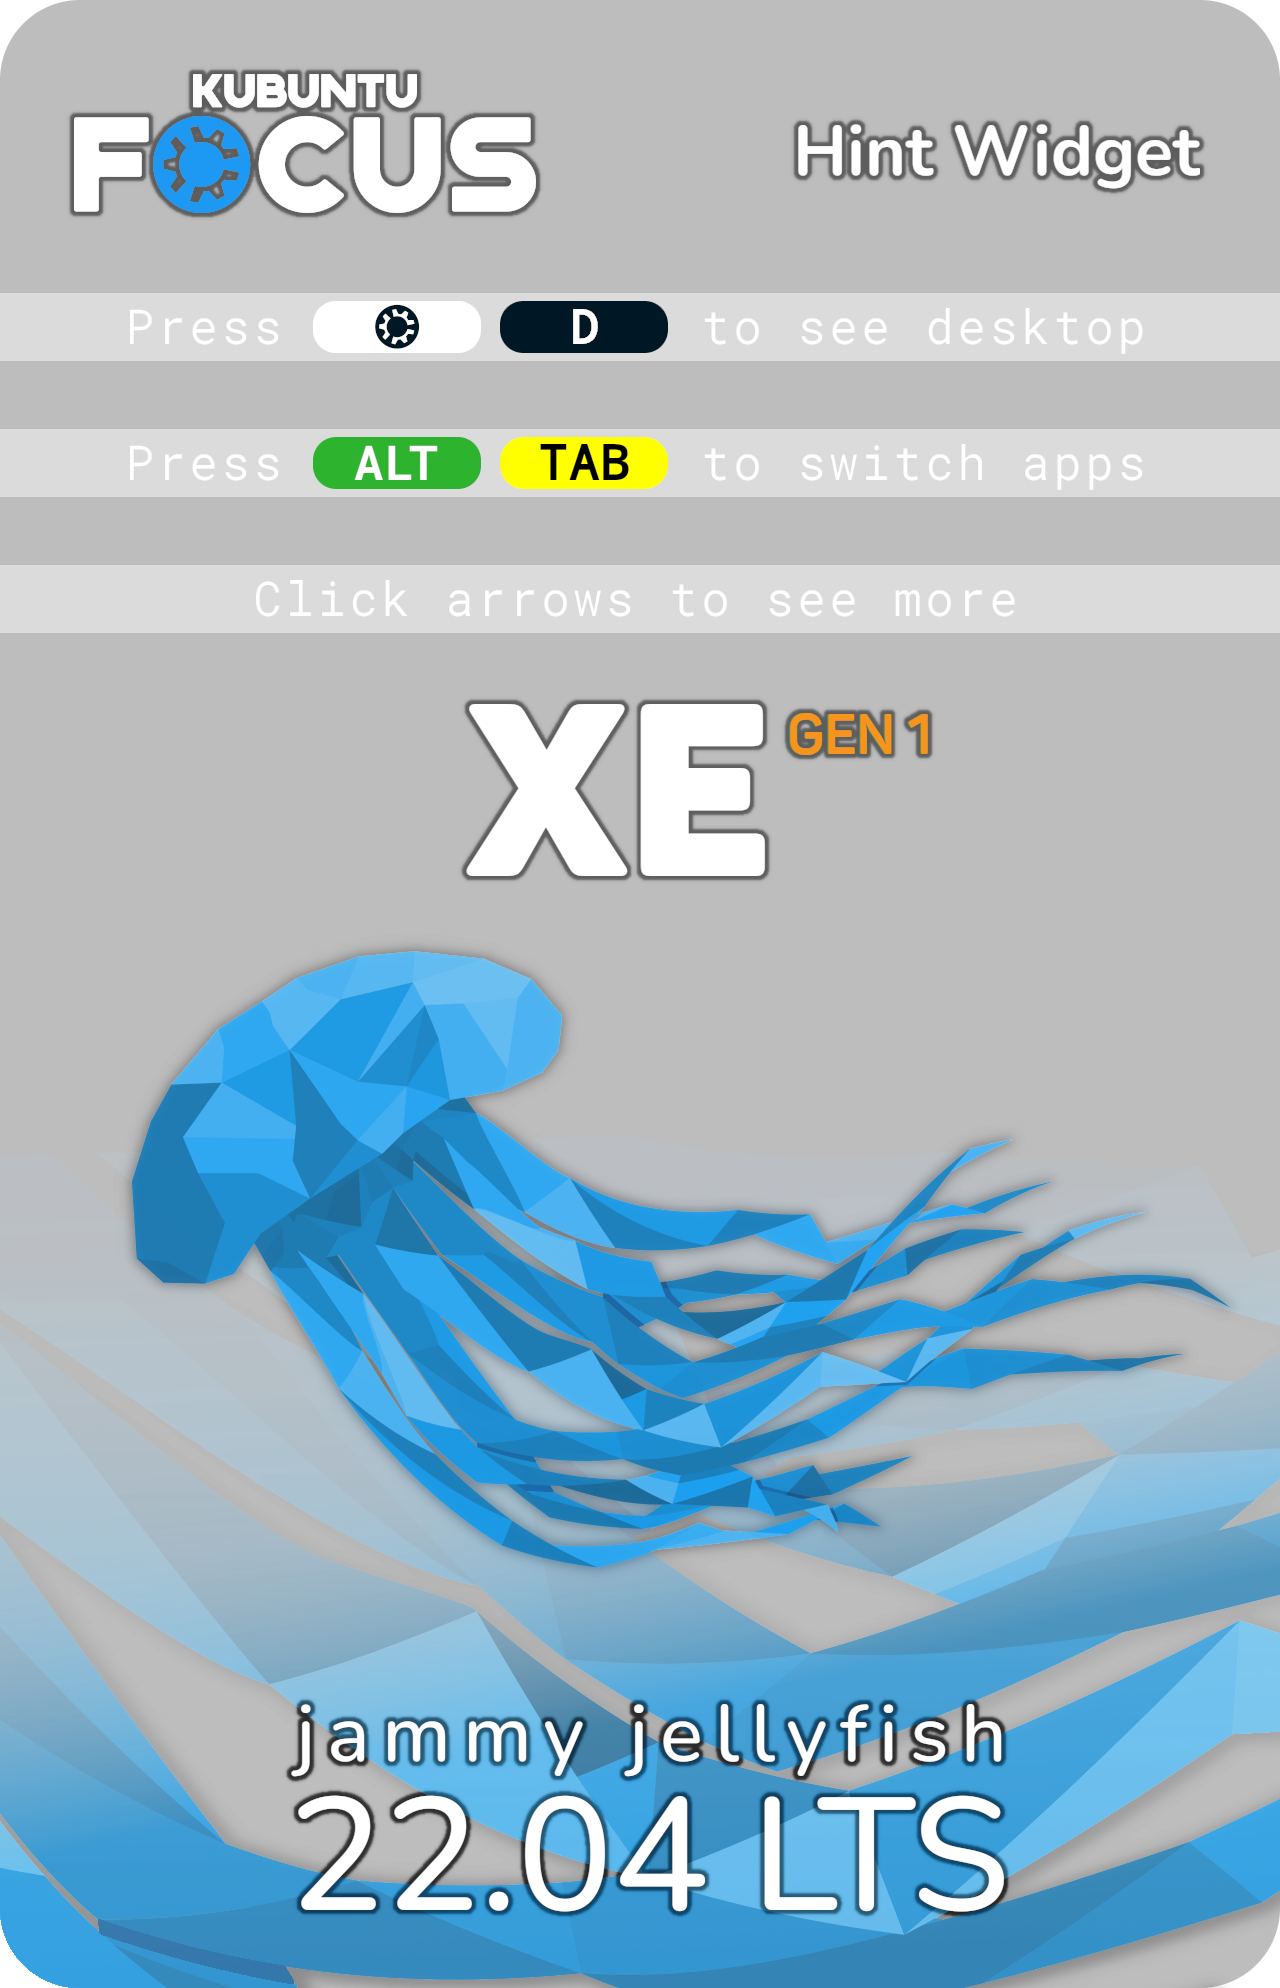 KUBUNTU
FOCUS
Hint Widget
Press D to see desktop
Press ALT TAB to switch apps
Click arrows to see more
XE GEN 1
jammy jellyfish
22.04 LTS